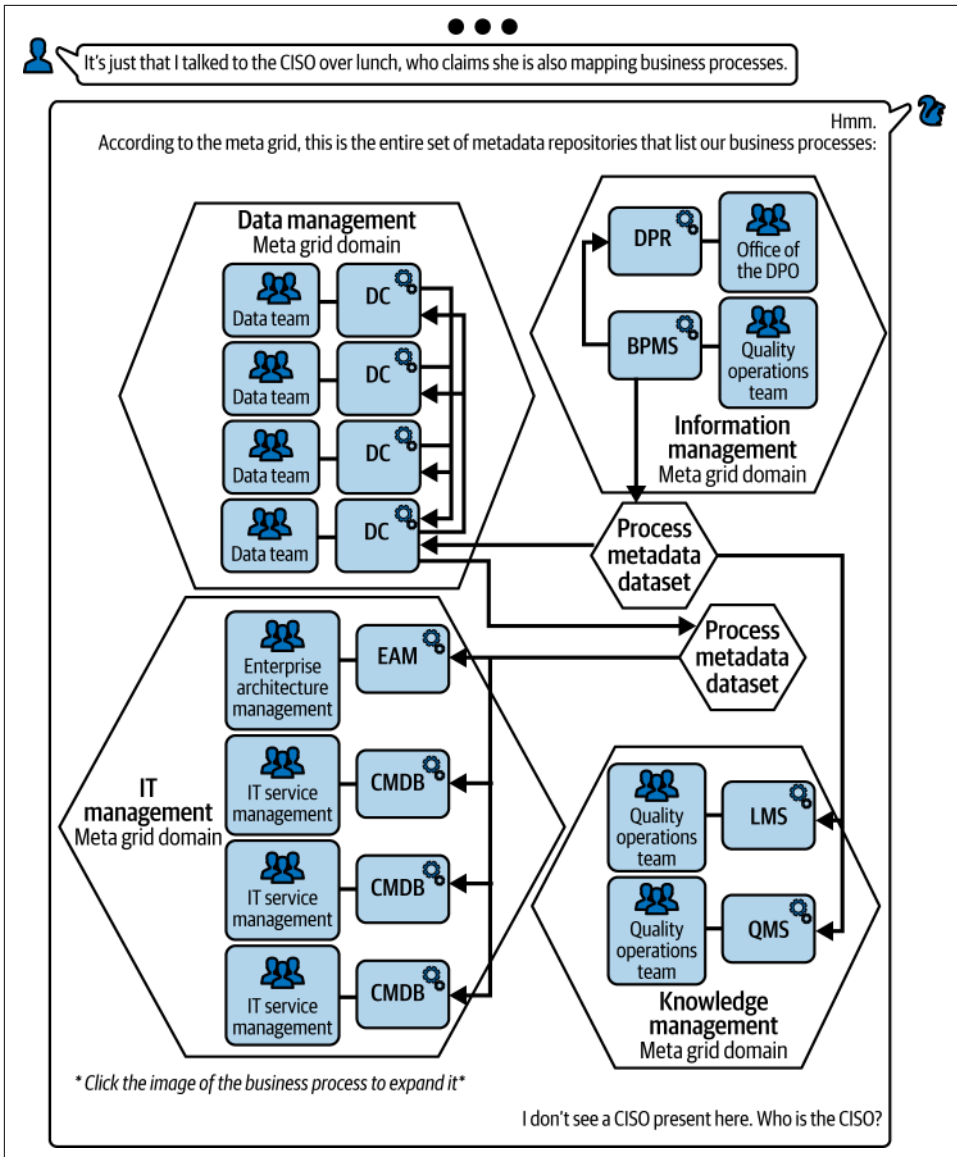 It's just that I talked to the CISO over lunch, who claims she is also mapping business processes.
Hmm.
According to the meta grid, this is the entire set of metadata repositories that list our business processes:
Data management
Meta grid domain
Data team
DC
Data team
DC
Data team
DC
Data team
DC
DPR
Office of
the DPO
BPMS
Quality
operations
team
Information
management
Meta grid domain
Process
metadata
dataset
Process
metadata
dataset
IT
management
Meta grid domain
Enterprise
architecture
management
EAM
IT service
management
CMDB
IT service
management
CMDB
IT service
management
CMDB
Quality
operations
team
LMS
Quality
operations
team
QMS
Knowledge
management
Meta grid domain
* Click the image of the business process to expand it*
I don't see a CISO present here. Who is the CISO?